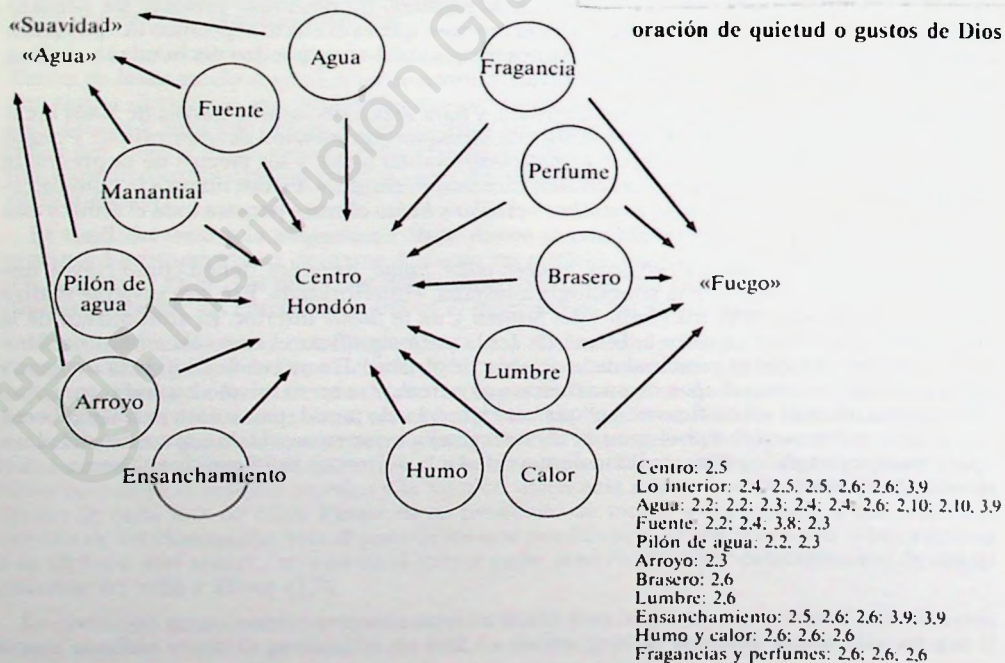 oración de quietud o gustos de Dios
«Suavidad»
«Agua»
Agua
Fuente
Manantial
Pilón de
agua
Arroyo
Ensanchamiento
Centro
Hondón
Fragancia
Perfume
Brasero
Lumbre
Calor
Humo
«Fuego»
Centro: 2.5
Lo interior: 2,4, 2.5, 2.5, 2.6; 2.6; 3,9
Agua: 2.2; 2.2; 2.3; 2.4; 2.4; 2.6; 2,10; 2.10, 3.9
Fuente: 2.2; 2.4; 3.8; 2.3
Pilón de agua: 2.2, 2.3
Arroyo: 2.3
Brasero: 2,6
Lumbre: 2,6
Ensanchamiento: 2.5, 2.6; 2.6; 3.9; 3.9
Humo y calor: 2.6; 2.6; 2.6
Fragancias y perfumes: 2,6; 2.6, 2.6
Institución Gra